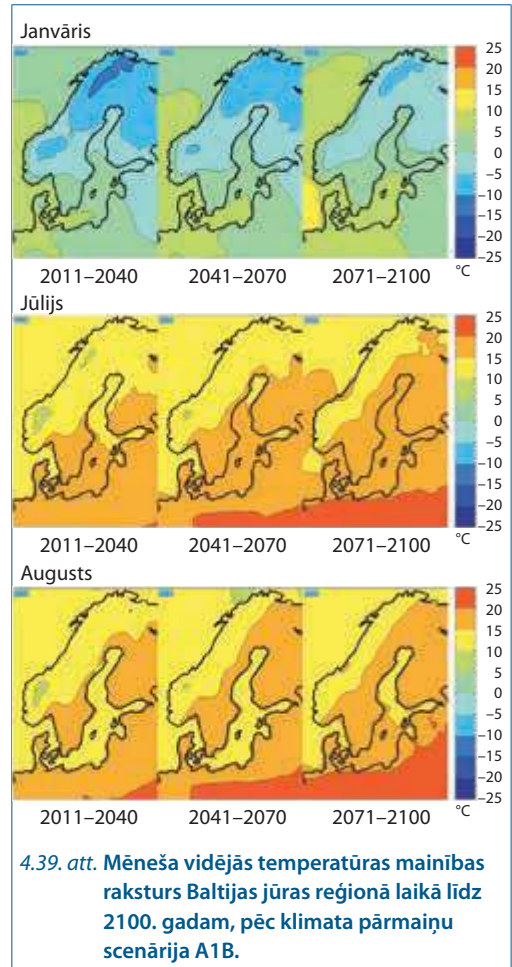 Janvāris
25
20
15
10
5
0
–5
–10
–15
–20
–25
°C
2011–2040 2041–2070 2071–2100
Jūlijs
25
20
15
10
5
0
–5
–10
–15
–20
–25
°C
2011–2040 2041–2070 2071–2100
Augusts
25
20
15
10
5
0
–5
–10
–15
–20
–25
°C
2011–2040 2041–2070 2071–2100
4.39. att. Mēneša vidējās temperatūras mainības
raksturs Baltijas jūras reģionā laikā līdz
2100. gadam, pēc klimata pārmaiņu
scenārija A1B.